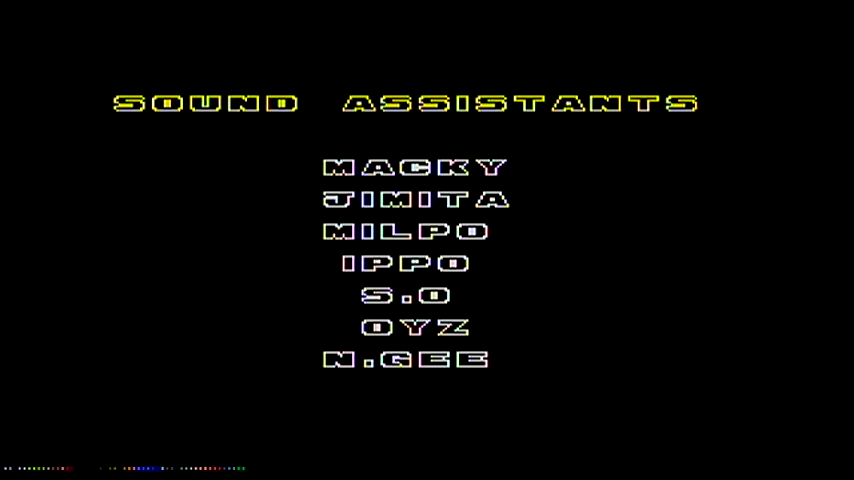 SOUND ASSISTANTS
MACKY
JIMITA
MILPO
IPPO
S.O
OYZ
N.GEE